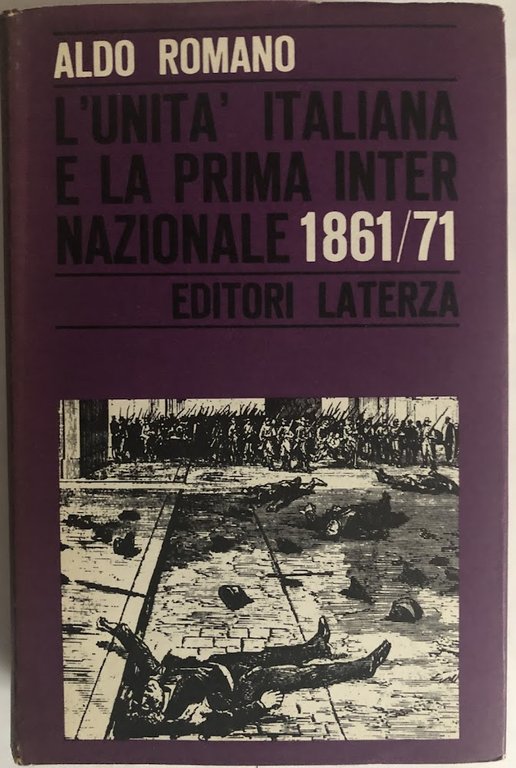 ALDO ROMANO
L'UNITA' ITALIANA
E LA PRIMA INTER
NAZIONALE 1861/71
EDITORI LATERZA